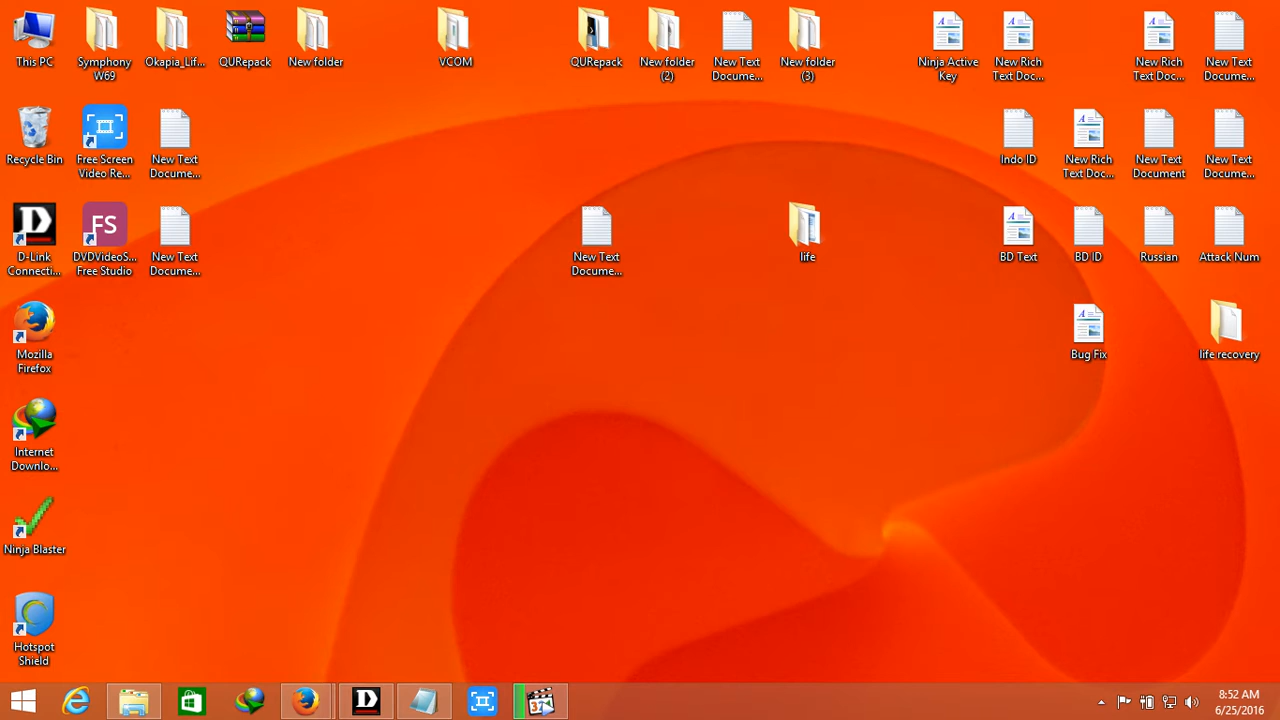 This PC
Symphony
W69
Okapia_Lif...
QURepack
New folder
VCOM
QURepack
New folder
(2)
New Text
Docume...
New folder
(3)
Ninja Active
Key
New Rich
Text Doc...
New Rich
Text Doc...
New Text
Docume...
Recycle Bin
Free Screen
Video Re...
New Text
Docume...
Indo ID
New Rich
Text Doc...
New Text
Document
New Text
Docume...
D
D-Link
Connecti...
FS
DVDVideoS...
Free Studio
New Text
Docume...
New Text
Docume...
life
BD Text
BD ID
Russian
Attack Num
Mozilla
Firefox
Bug Fix
life recovery
Internet
Downlo...
Ninja Blaster
Hotspot
Shield
D
321
8:52 AM
6/25/2016